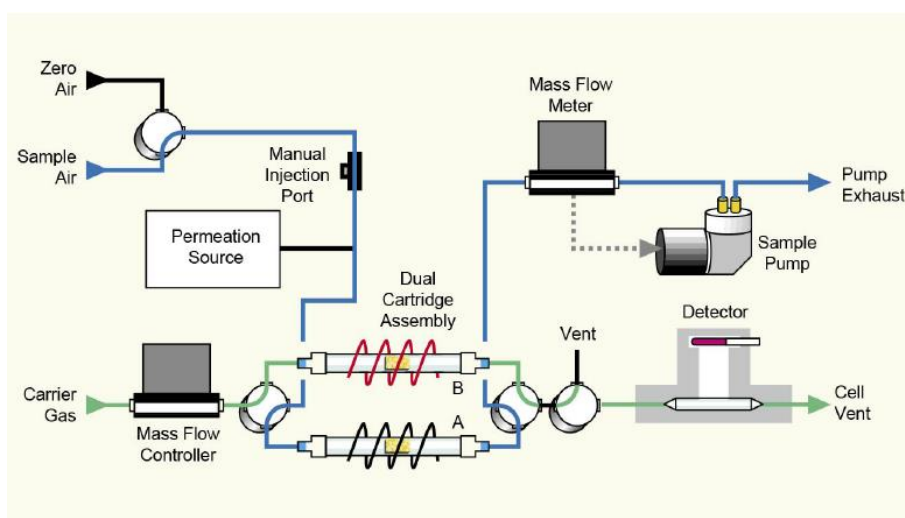 Zero
Air
Sample
Air
Manual
Injection
Port
Permeation
Source
Mass Flow
Meter
Pump
Exhaust
Sample
Pump
Dual
Cartridge
Assembly
B
A
Vent
Detector
Carrier
Gas
Mass Flow
Controller
Cell
Vent